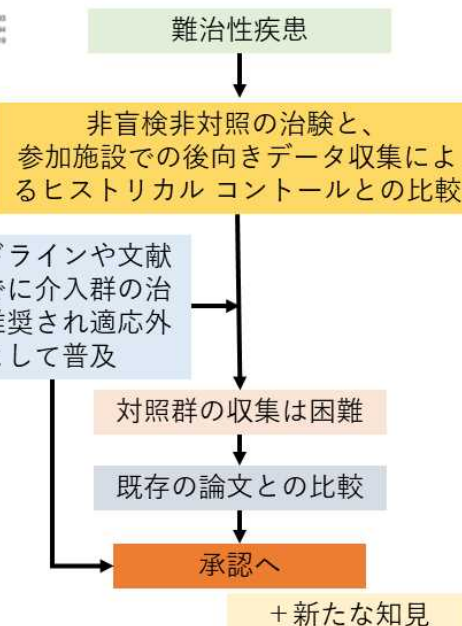 難治性疾患
非盲検非対照の治験と、
参加施設での後向きデータ収集によ
るヒストリカル コントロールとの比較
ドラインや文献
でに介入群の治
推奨され適応外
として普及
対照群の収集は困難
既存の論文との比較
承認へ
＋新たな知見